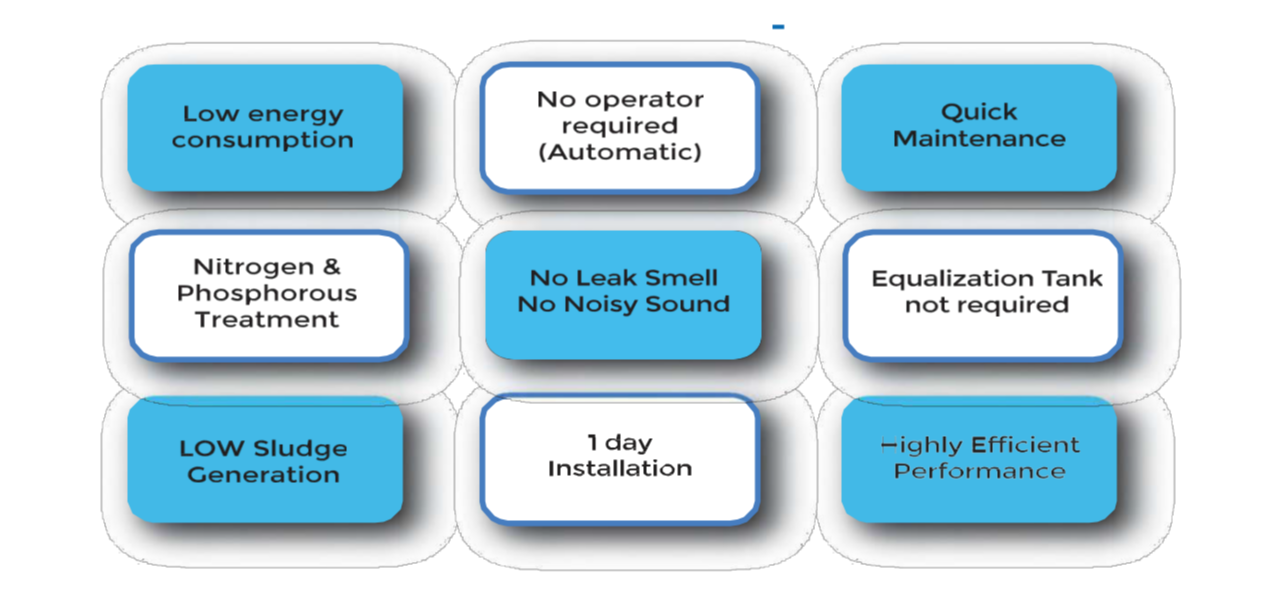 Low energy
consumption
No operator
required
(Automatic)
Quick
Maintenance
Nitrogen &
Phosphorous
Treatment
No Leak Smell
No Noisy Sound
Equalization Tank
not required
LOW Sludge
Generation
1 day
Installation
Highly Efficient
Performance